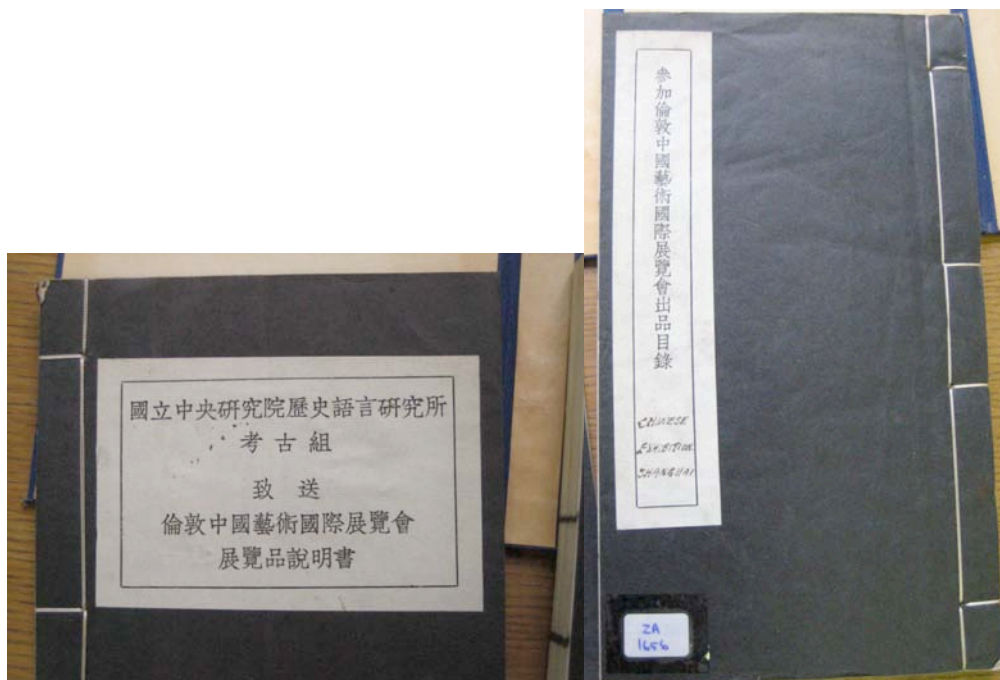 國立中央研究院歷史語言研究所
考古組
致送
倫敦中國藝術國際展覽會
展覽品說明書
參加倫敦中國藝術國際展覽會出品目錄
CHINESE
EXHIBITION
SHANGHAI
ZA
1656